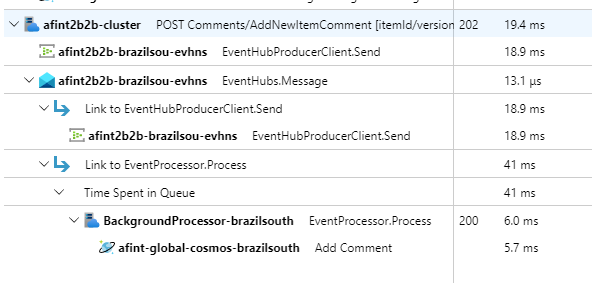 afint2b2b-cluster POST Comments/AddNewItemComment [itemId/version 202 19.4 ms
afint2b2b-brazilsou-evhns EventHubProducerClient.Send 18.9 ms
afint2b2b-brazilsou-evhns EventHubs.Message 13.1 µs
Link to EventHubProducerClient.Send 18.9 ms
afint2b2b-brazilsou-evhns EventHubProducerClient.Send 18.9 ms
Link to EventProcessor.Process 41 ms
Time Spent in Queue 41 ms
BackgroundProcessor-brazilsouth EventProcessor.Process 200 6.0 ms
afint-global-cosmos-brazilsouth Add Comment 5.7 ms